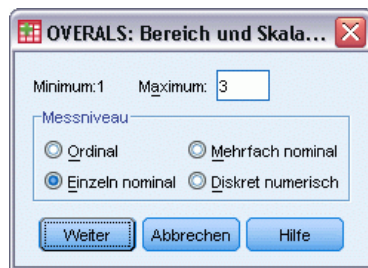 OVERALS: Bereich und Skala...
Minimum:1 Maximum: 3
Messniveau
Ordinal Mehrfach nominal
Einzeln nominal Diskret numerisch
Weiter Abbrechen Hilfe